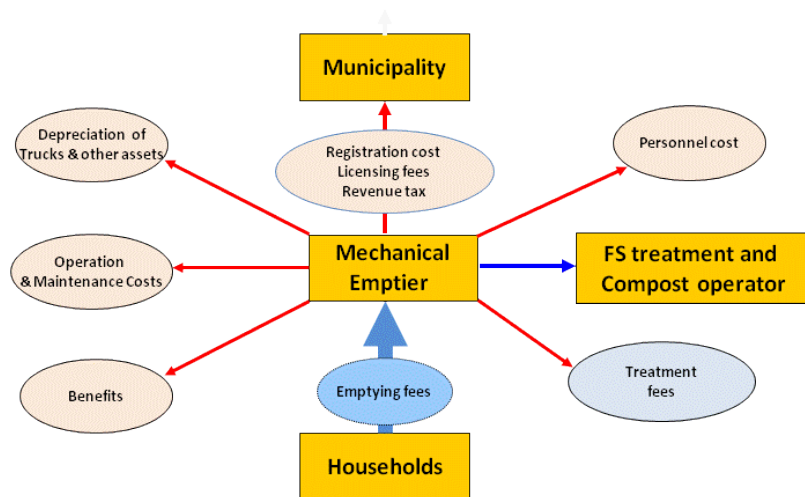 Municipality
Depreciation of
Trucks & other assets
Registration cost
Licensing fees
Revenue tax
Personnel cost
Operation
& Maintenance Costs
Mechanical
Emptier
FS treatment and
Compost operator
Benefits
Emptying fees
Treatment
fees
Households